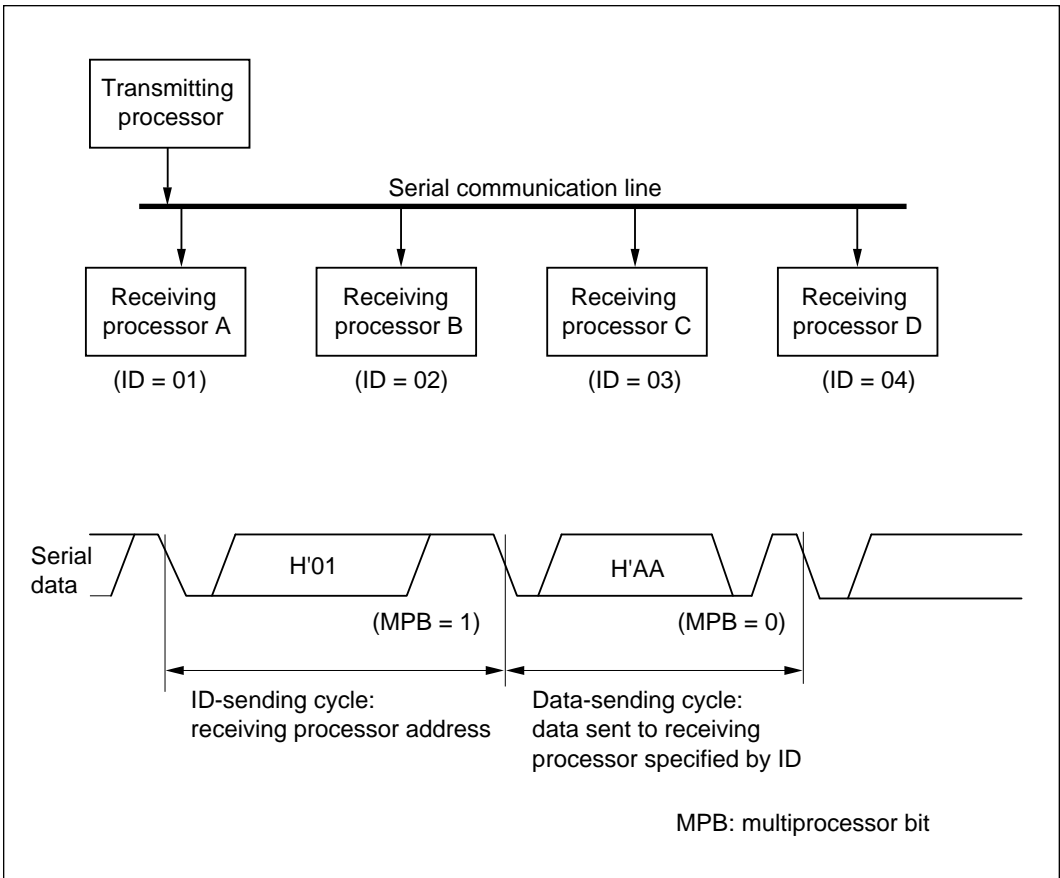 Transmitting
processor
Serial communication line
Receiving
processor A
Receiving
processor B
Receiving
processor C
Receiving
processor D
(ID = 01)
(ID = 02)
(ID = 03)
(ID = 04)
Serial
data
H'01
H'AA
(MPB = 1)
(MPB = 0)
ID-sending cycle:
receiving processor address
Data-sending cycle:
data sent to receiving
processor specified by ID
MPB: multiprocessor bit